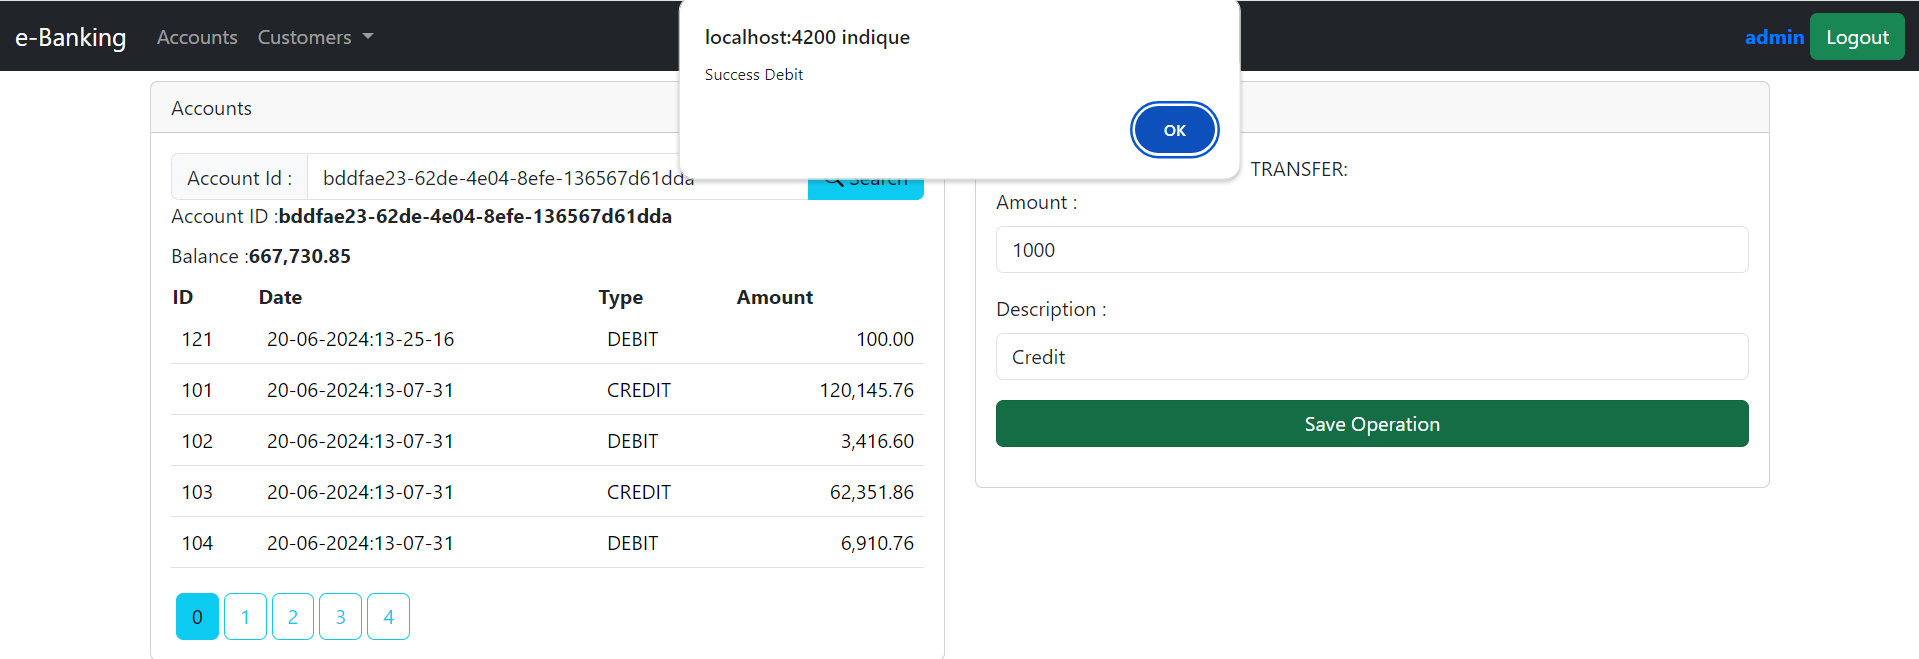 e-Banking Accounts Customers admin Logout
localhost:4200 indique
Success Debit
OK
Accounts
Account Id : bddfae23-62de-4e04-8efe-136567d61dda Search
Account ID :bddfae23-62de-4e04-8efe-136567d61dda
Balance :667,730.85
ID Date Type Amount
121 20-06-2024:13-25-16 DEBIT 100.00
101 20-06-2024:13-07-31 CREDIT 120,145.76
102 20-06-2024:13-07-31 DEBIT 3,416.60
103 20-06-2024:13-07-31 CREDIT 62,351.86
104 20-06-2024:13-07-31 DEBIT 6,910.76
0 1 2 3 4
TRANSFER:
Amount :
1000
Description :
Credit
Save Operation